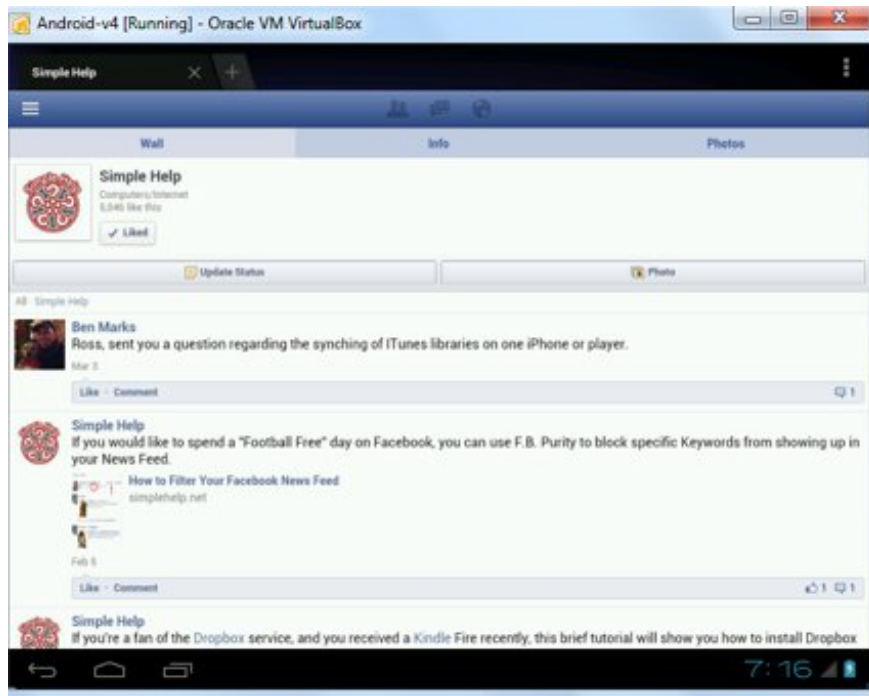 Android-v4 [Running] - Oracle VM VirtualBox
Simple Help
Wall
Info
Photos
Simple Help
Computers/Internet
5,046 like this
Liked
Update Status
Photo
All · Simple Help
Ben Marks
Ross, sent you a question regarding the synching of ITunes libraries on one iPhone or player.
Mar 3
Like · Comment
1
Simple Help
If you would like to spend a "Football Free" day on Facebook, you can use F.B. Purity to block specific Keywords from showing up in
your News Feed.
How to Filter Your Facebook News Feed
simplehelp.net
Feb 5
Like · Comment
1 1
Simple Help
If you're a fan of the Dropbox service, and you received a Kindle Fire recently, this brief tutorial will show you how to install Dropbox
7:16